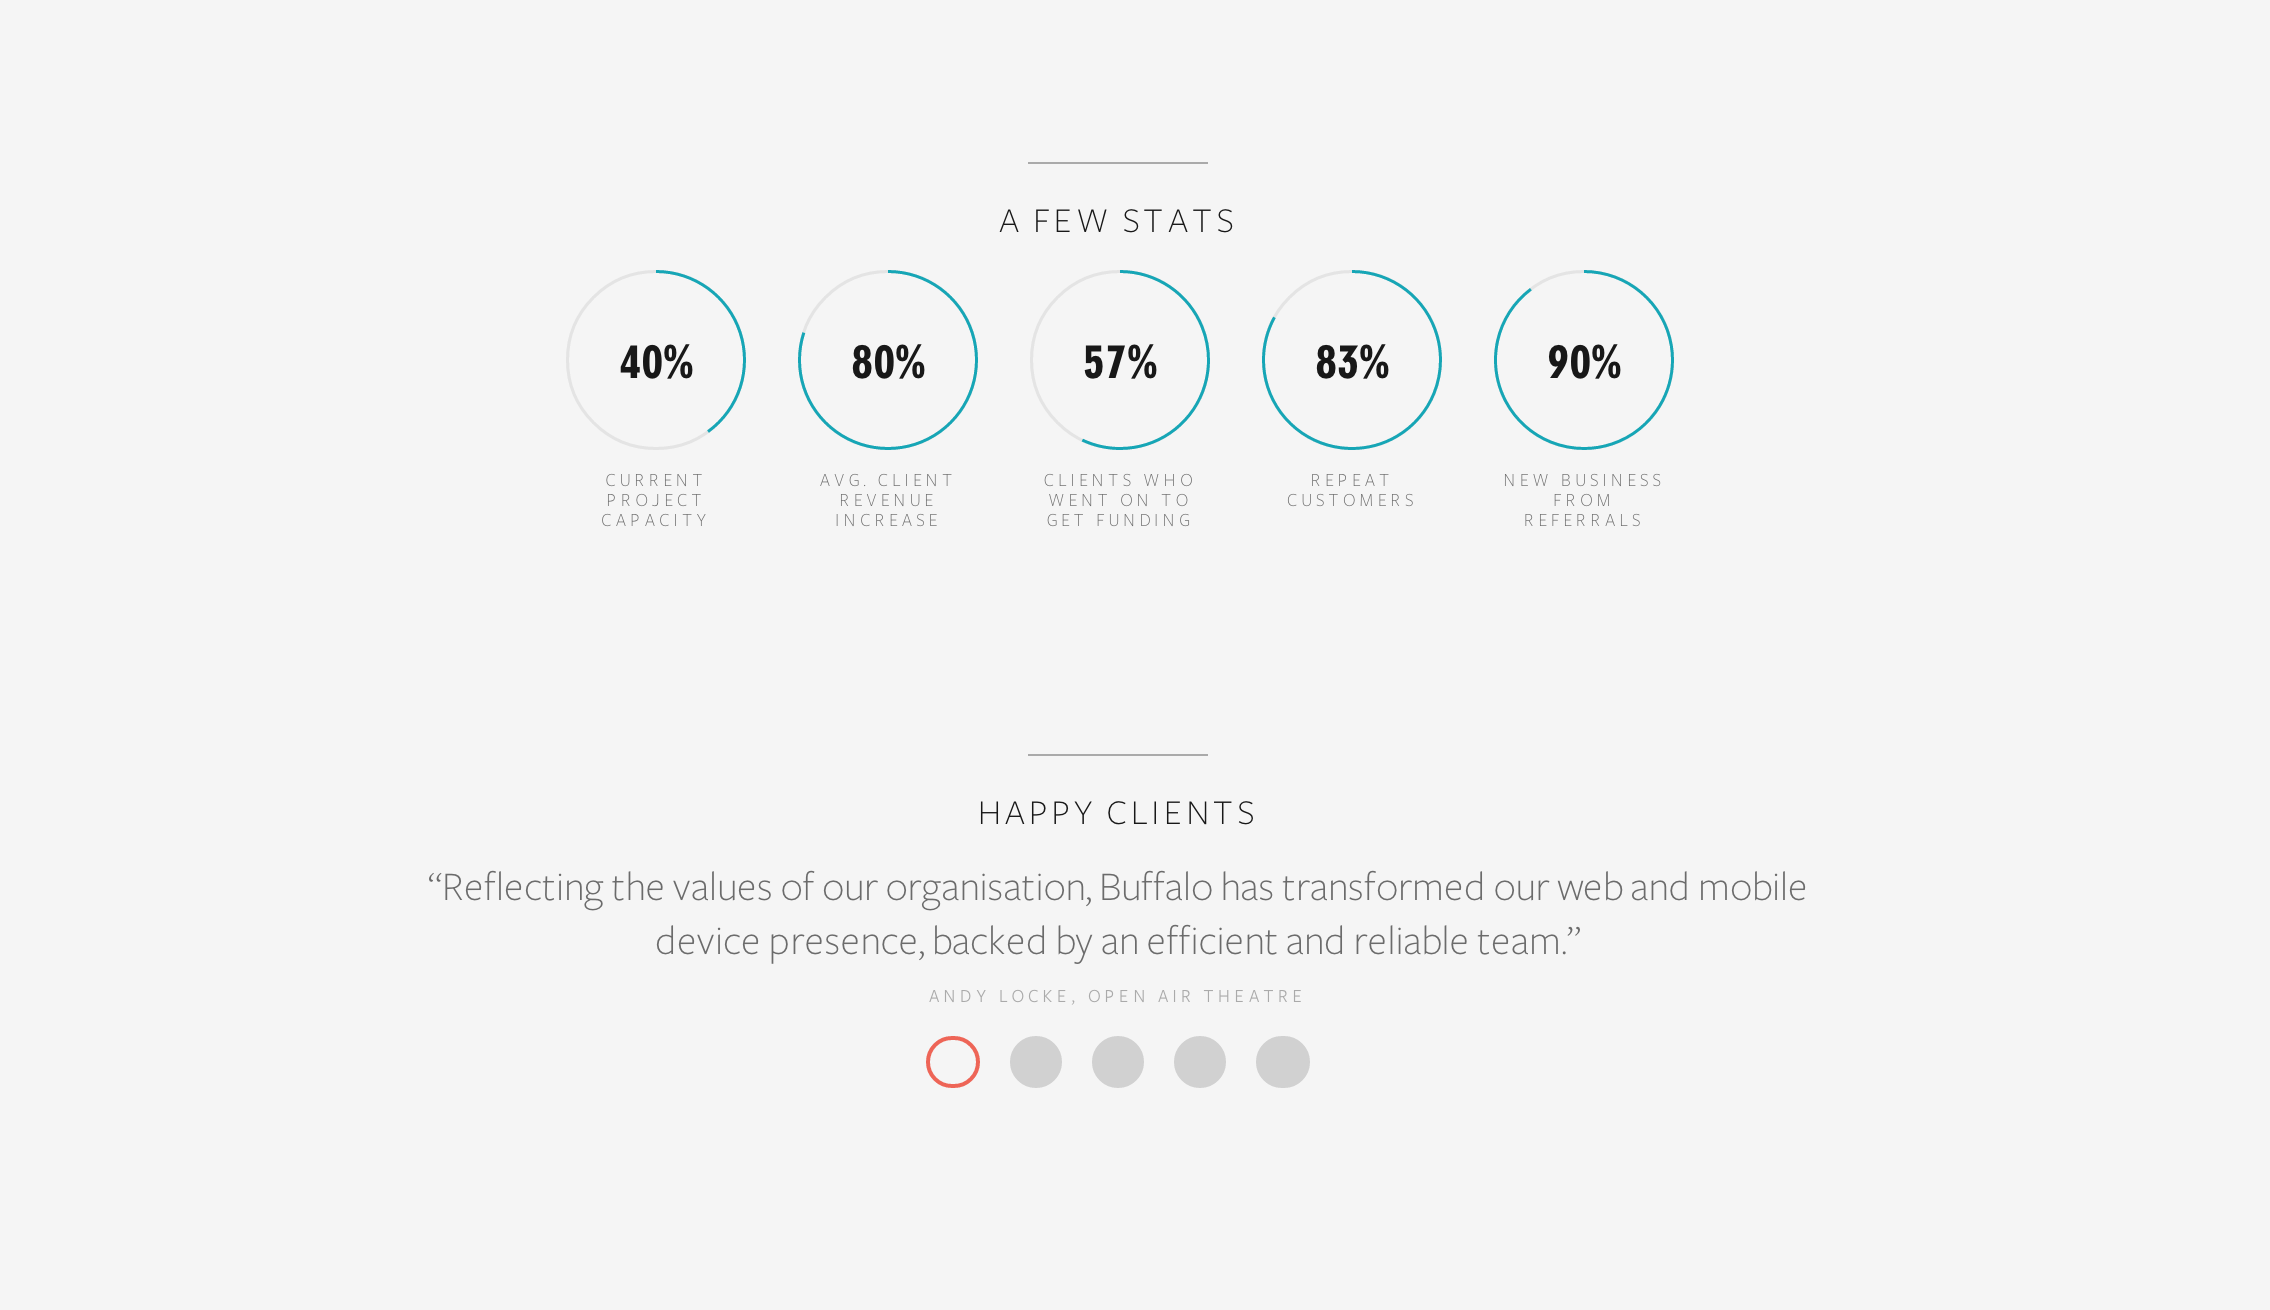 A FEW STATS
40%
80%
57%
83%
90%
CURRENT
PROJECT
CAPACITY
AVG. CLIENT
REVENUE
INCREASE
CLIENTS WHO
WENT ON TO
GET FUNDING
REPEAT
CUSTOMERS
NEW BUSINESS
FROM
REFERRALS
HAPPY CLIENTS
“Reflecting the values of our organisation, Buffalo has transformed our web and mobile
device presence, backed by an efficient and reliable team.”
ANDY LOCKE, OPEN AIR THEATRE